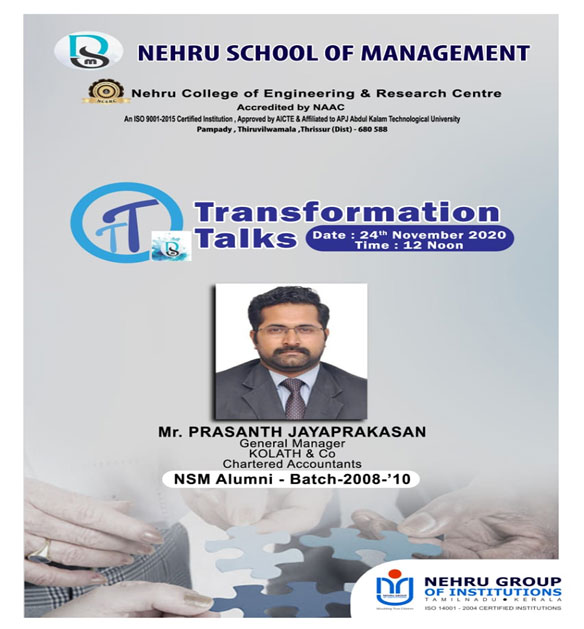 NEHRU SCHOOL OF MANAGEMENT
Nehru College of Engineering & Research Centre
Accredited by NAAC
An ISO 9001-2015 Certified Institution , Approved by AICTE & Affiliated to APJ Abdul Kalam Technological University
Pampady , Thiruvilwamala ,Thrissur (Dist) - 680 588
Transformation
Talks
Date : 24th November 2020
Time : 12 Noon
Mr. PRASANTH JAYAPRAKASAN
General Manager
KOLATH & Co
Chartered Accountants
NSM Alumni - Batch-2008-'10
NEHRU GROUP
OF INSTITUTIONS
TAMILNADU • KERALA
ISO 14001 - 2004 CERTIFIED INSTITUTIONS